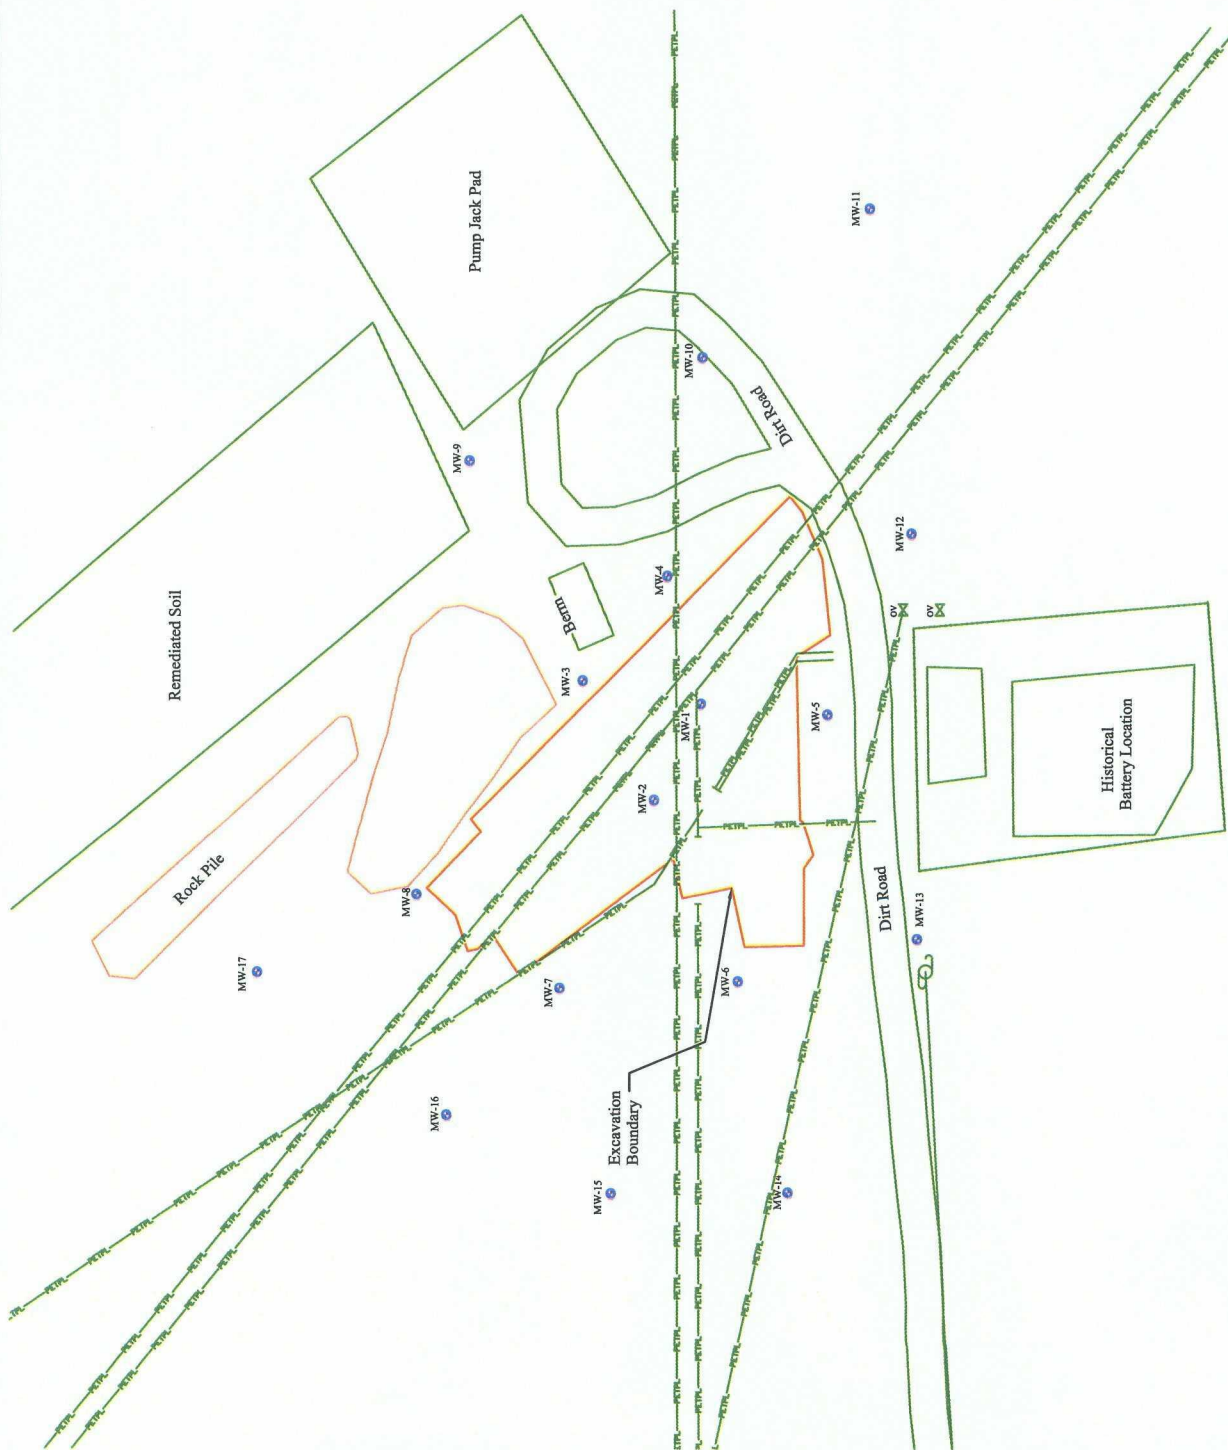 Pump Jack Pad
MW-11
MW-10
Dirt Road
MW-9
MW-12
Remediated Soil
Berm
MW-4
OV
OV
MW-3
MW-1
MW-5
Historical
Battery Location
MW-2
Rock Pile
MW-8
Dirt Road
MW-13
MW-17
MW-7
MW-6
MW-16
Excavation
Boundary
MW-15
MW-14
PETPL